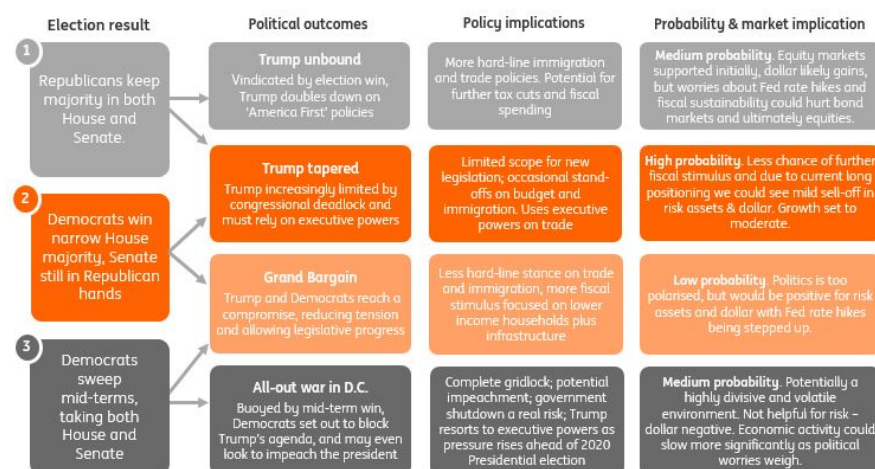 Election result
Political outcomes
Policy implications
Probability & market implication
1
Republicans keep
majority in both
House and
Senate.
Trump unbound
Vindicated by election win,
Trump doubles down on
'America First' policies
More hard-line immigration
and trade policies. Potential for
further tax cuts and fiscal
spending
Medium probability. Equity markets
supported initially, dollar likely gains,
but worries about Fed rate hikes and
fiscal sustainability could hurt bond
markets and ultimately equities.
Trump tapered
Trump increasingly limited by
congressional deadlock and
must rely on executive powers
Limited scope for new
legislation; occasional stand-
offs on budget and
immigration. Uses executive
powers on trade
High probability. Less chance of further
fiscal stimulus and due to current long
positioning we could see mild sell-off in
risk assets & dollar. Growth set to
moderate.
2
Democrats win
narrow House
majority, Senate
still in Republican
hands
Grand Bargain
Trump and Democrats reach a
compromise, reducing tension
and allowing legislative progress
Less hard-line stance on trade
and immigration, more fiscal
stimulus focused on lower
income households plus
infrastructure
Low probability. Politics is too
polarised, but would be positive for risk
assets and dollar with Fed rate hikes
being stepped up.
3
Democrats
sweep
mid-terms,
taking both
House and
Senate
All-out war in D.C.
Buoyed by mid-term win,
Democrats set out to block
Trump's agenda, and may even
look to impeach the president
Complete gridlock; potential
impeachment; government
shutdown a real risk; Trump
resorts to executive powers as
pressure rises ahead of 2020
Presidential election
Medium probability. Potentially a
highly divisive and volatile
environment. Not helpful for risk –
dollar negative. Economic activity could
slow more significantly as political
worries weigh.